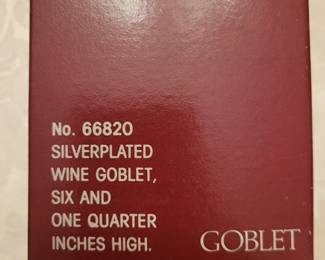 No. 66820
SILVERPLATED
WINE GOBLET,
SIX AND
ONE QUARTER
INCHES HIGH.
GOBLET